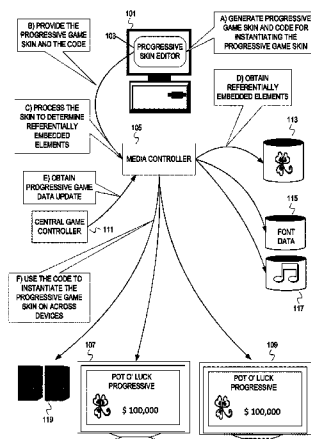 B) PROVIDE THE
PROGRESSIVE
GAME SKIN
AND THE CODE
101
103
PROGRESSIVE
SKIN EDITOR
A) GENERATE PROGRESSIVE
GAME SKIN AND CODE FOR
INSTANTIATING THE
PROGRESSIVE GAME SKIN
C) PROCESS THE
SKIN TO DETERMINE
REFERENTIALLY
EMBEDDED
ELEMENTS
D) OBTAIN
REFERENTIALLY
EMBEDDED ELEMENTS
105
MEDIA CONTROLLER
113
E) OBTAIN
PROGRESSIVE GAME
DATA UPDATE
115
FONT
DATA
CENTRAL GAME
CONTROLLER
111
117
F) USE THE CODE TO
INSTANTIATE THE
PROGRESSIVE GAME
SKIN ON ACROSS
DEVICES
107
109
POT O' LUCK
PROGRESSIVE
$ 100,000
POT O' LUCK
PROGRESSIVE
$ 100,000
119